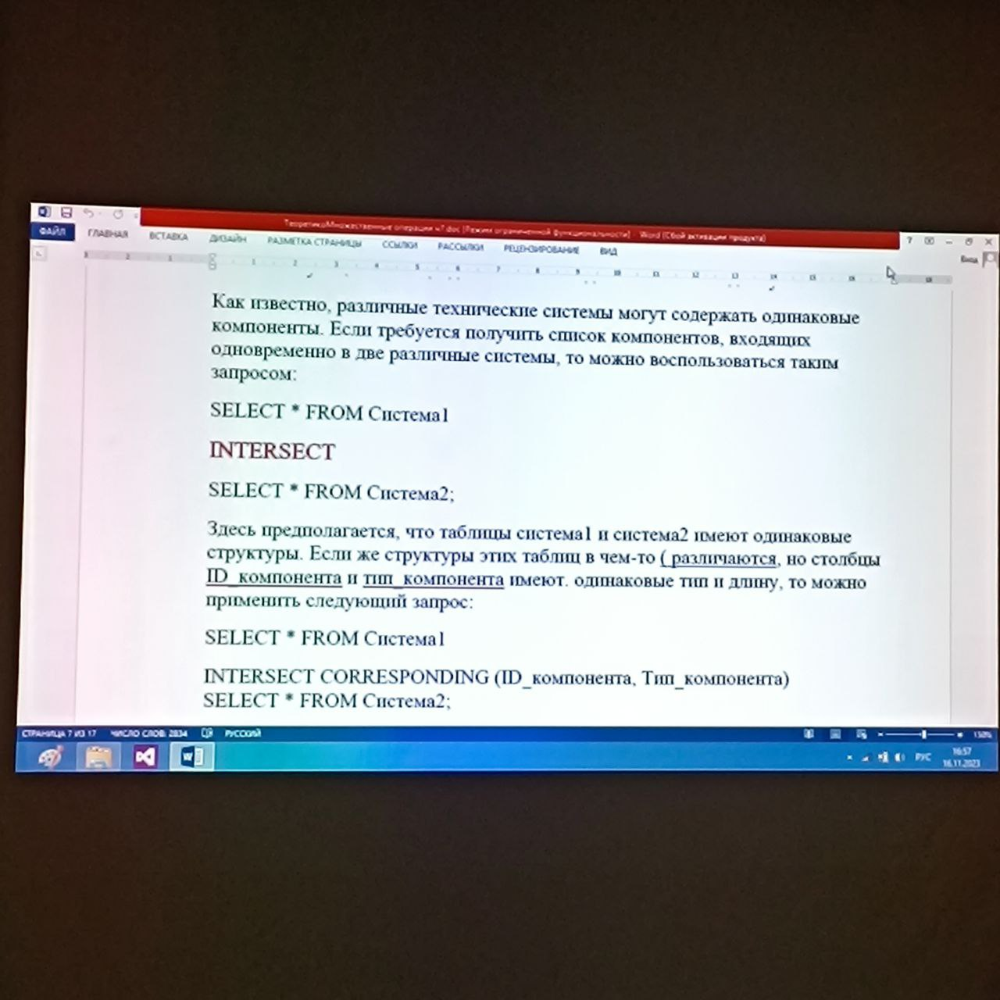 ТеоретикоМножественные операции ч7.doc [Режим ограниченной функциональности] - Word (Сбой активации продукта)
ФАЙЛ ГЛАВНАЯ ВСТАВКА ДИЗАЙН РАЗМЕТКА СТРАНИЦЫ ССЫЛКИ РАССЫЛКИ РЕЦЕНЗИРОВАНИЕ ВИД Вход
Как известно, различные технические системы могут содержать одинаковые
компоненты. Если требуется получить список компонентов, входящих
одновременно в две различные системы, то можно воспользоваться таким
запросом:
SELECT * FROM Система1
INTERSECT
SELECT * FROM Система2;
Здесь предполагается, что таблицы система1 и система2 имеют одинаковые
структуры. Если же структуры этих таблиц в чем-то ( различаются, но столбцы
ID_компонента и тип_компонента имеют. одинаковые тип и длину, то можно
применить следующий запрос:
SELECT * FROM Система1
INTERSECT CORRESPONDING (ID_компонента, Тип_компонента)
SELECT * FROM Система2;
СТРАНИЦА 7 ИЗ 17 ЧИСЛО СЛОВ: 2834 РУССКИЙ 150%
РУС 16:57
16.11.2023